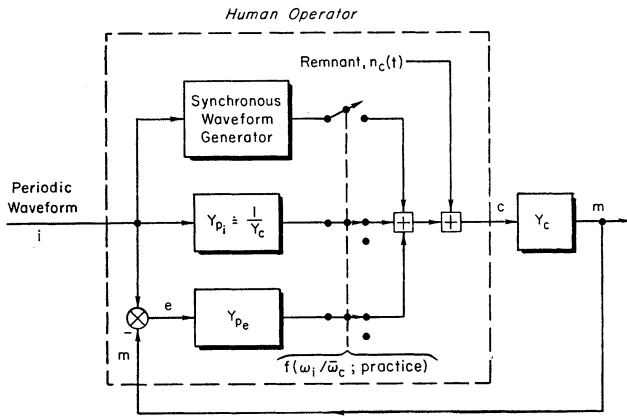 Human Operator
Remnant, n_c(t)
Synchronous
Waveform
Generator
Periodic
Waveform
i
Y_{p_i} ≐ 1/Y_c
c
Y_c
m
e
Y_{p_e}
m
f(ω_i/ω̄_c ; practice)